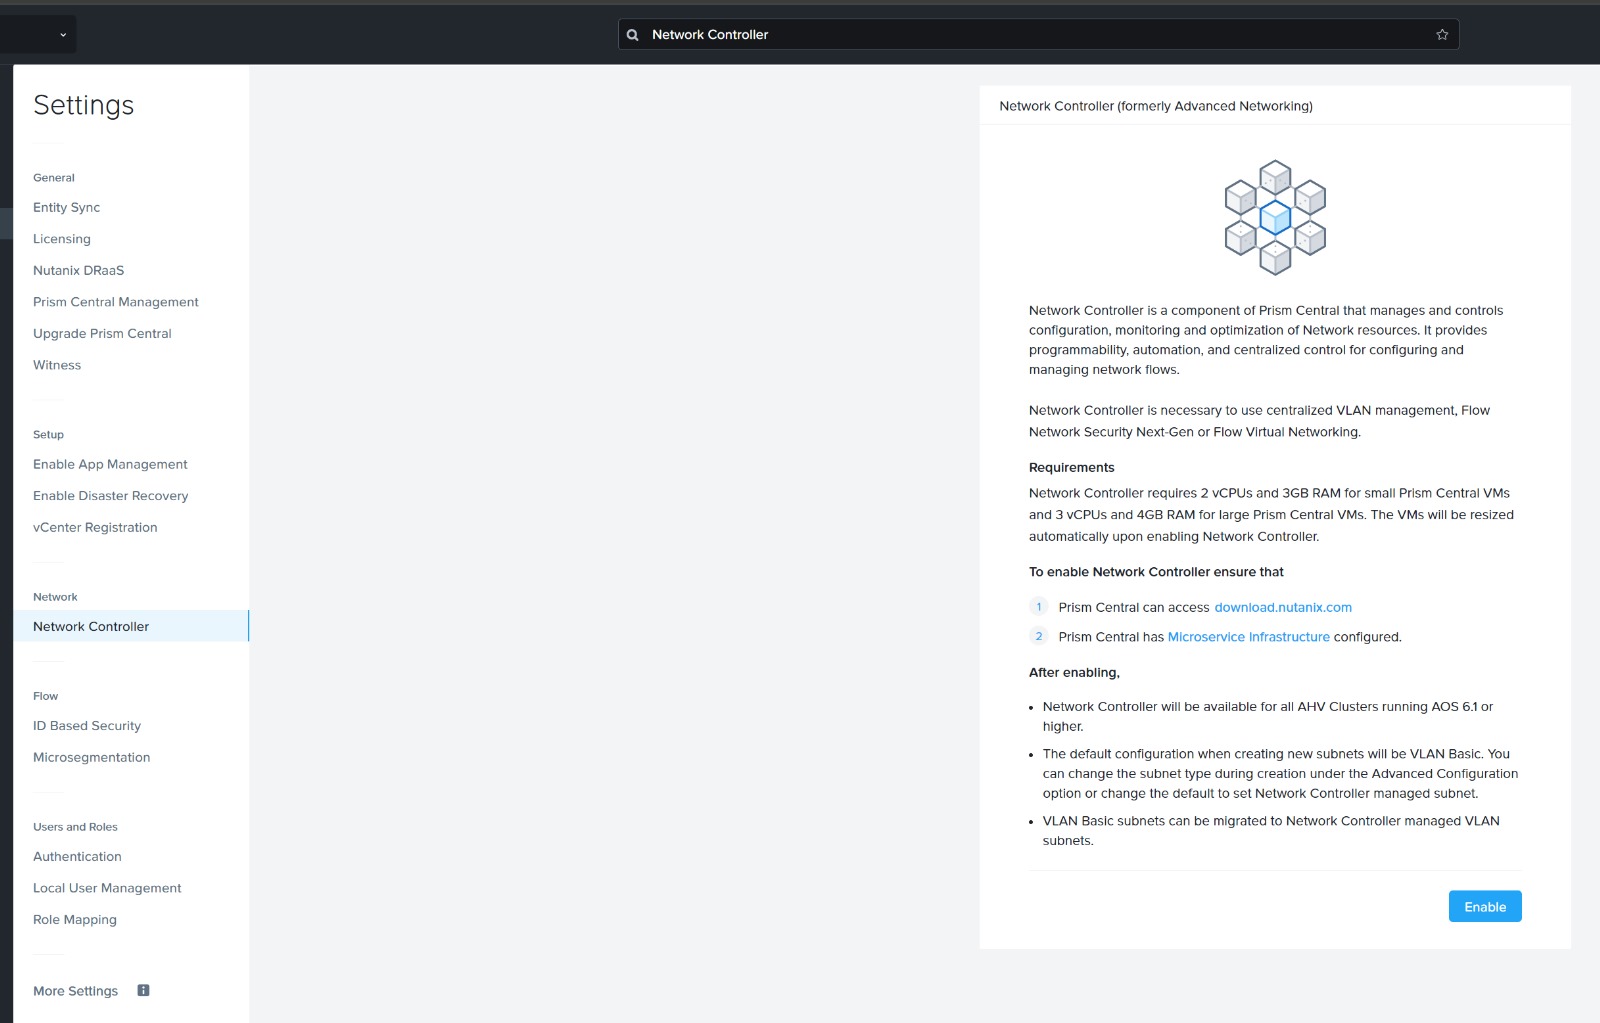 Network Controller
Settings
General
Entity Sync
Licensing
Nutanix DRaaS
Prism Central Management
Upgrade Prism Central
Witness
Setup
Enable App Management
Enable Disaster Recovery
vCenter Registration
Network
Network Controller
Flow
ID Based Security
Microsegmentation
Users and Roles
Authentication
Local User Management
Role Mapping
More Settings
Network Controller (formerly Advanced Networking)
Network Controller is a component of Prism Central that manages and controls
configuration, monitoring and optimization of Network resources. It provides
programmability, automation, and centralized control for configuring and
managing network flows.
Network Controller is necessary to use centralized VLAN management, Flow
Network Security Next-Gen or Flow Virtual Networking.
Requirements
Network Controller requires 2 vCPUs and 3GB RAM for small Prism Central VMs
and 3 vCPUs and 4GB RAM for large Prism Central VMs. The VMs will be resized
automatically upon enabling Network Controller.
To enable Network Controller ensure that
1 Prism Central can access download.nutanix.com
2 Prism Central has Microservice Infrastructure configured.
After enabling,
• Network Controller will be available for all AHV Clusters running AOS 6.1 or
higher.
• The default configuration when creating new subnets will be VLAN Basic. You
can change the subnet type during creation under the Advanced Configuration
option or change the default to set Network Controller managed subnet.
• VLAN Basic subnets can be migrated to Network Controller managed VLAN
subnets.
Enable